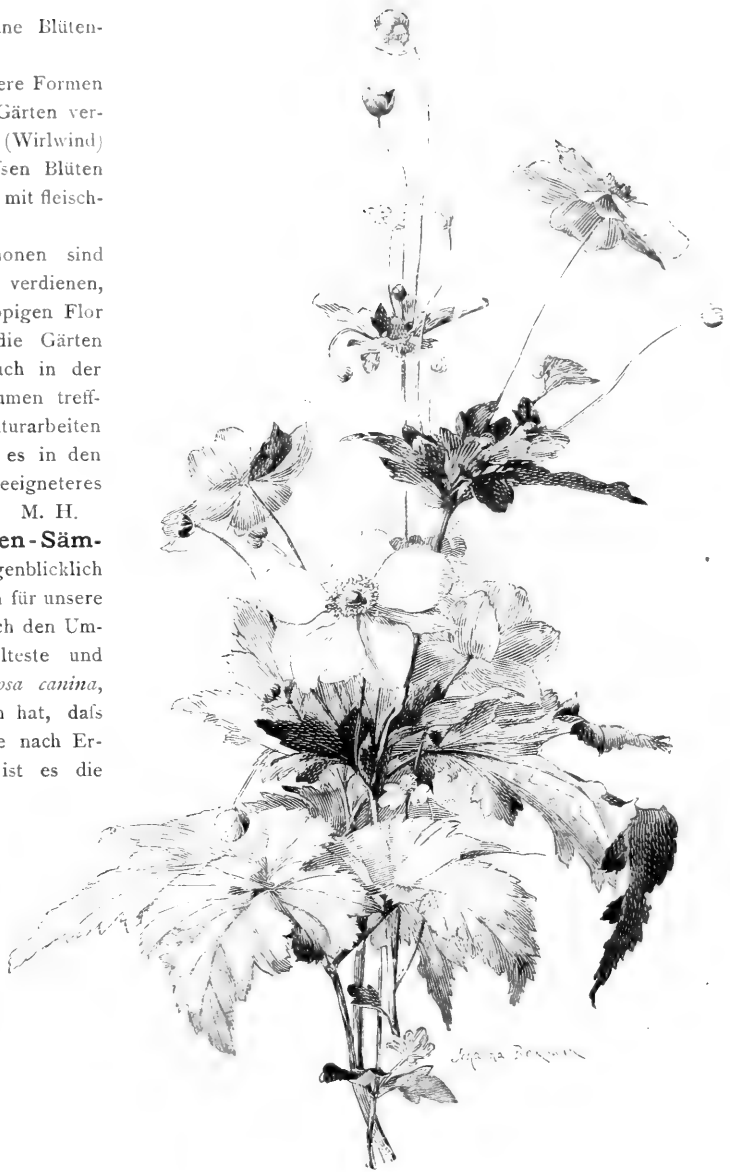 ne Blüten-
ere Formen
Gärten ver-
(Wirlwind)
sen Blüten
mit fleisch-
onen sind
verdienen,
ppigen Flor
die Gärten
ch in der
umen treff-
turarbeiten
es in den
eeigneteres
M. H.
en-Säm-
genblicklich
für unsere
ch den Um-
lteste und
osa canina,
n hat, dafs
e nach Er-
ist es die